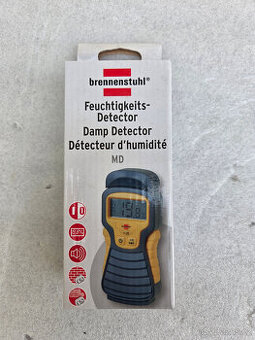 brennenstuhl®
Feuchtigkeits-
Detector
Damp Detector
Détecteur d'humidité
MD